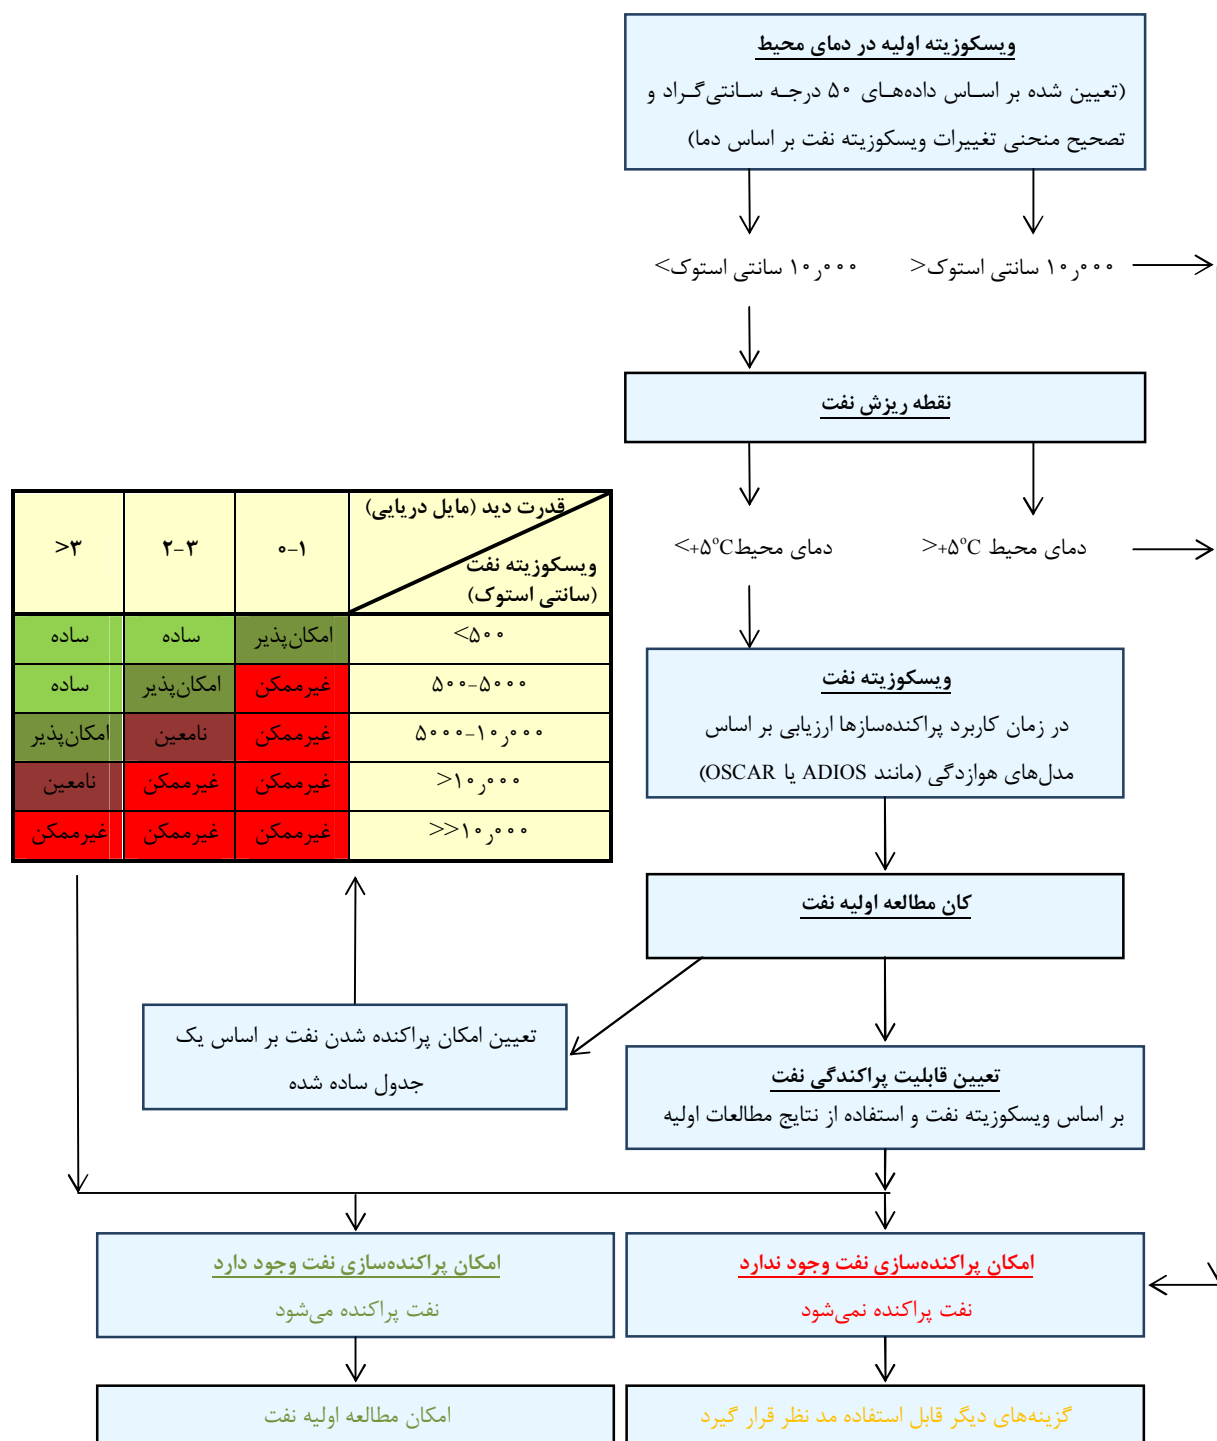 ویسکوزیته اولیه در دمای محیط
(تعیین شده بر اساس داده‌های ۵۰ درجه سانتی‌گراد و
تصحیح منحنی تغییرات ویسکوزیته نفت بر اساس دما)
۱۰٫۰۰۰ سانتی استوک<
۱۰٫۰۰۰ سانتی استوک>
نقطه ریزش نفت
دمای محیط +۵°C<
دمای محیط+۵°C>
قدرت دید (مایل دریایی)
ویسکوزیته نفت
(سانتی استوک)
۰-۱
۲-۳
>۳
<۵۰۰
امکان‌پذیر
ساده
ساده
۵۰۰-۵۰۰۰
غیرممکن
امکان‌پذیر
ساده
۵۰۰۰-۱۰٫۰۰۰
غیرممکن
نامعین
امکان‌پذیر
>۱۰٫۰۰۰
غیرممکن
غیرممکن
نامعین
>>۱۰٫۰۰۰
غیرممکن
غیرممکن
غیرممکن
ویسکوزیته نفت
در زمان کاربرد پراکنده‌سازها ارزیابی بر اساس
مدل‌های هوازدگی (مانند ADIOS یا OSCAR)
کان مطالعه اولیه نفت
تعیین امکان پراکنده شدن نفت بر اساس یک
جدول ساده شده
تعیین قابلیت پراکندگی نفت
بر اساس ویسکوزیته نفت و استفاده از نتایج مطالعات اولیه
امکان پراکنده‌سازی نفت وجود ندارد
نفت پراکنده نمی‌شود
امکان پراکنده‌سازی نفت وجود دارد
نفت پراکنده می‌شود
گزینه‌های دیگر قابل استفاده مد نظر قرار گیرد
امکان مطالعه اولیه نفت